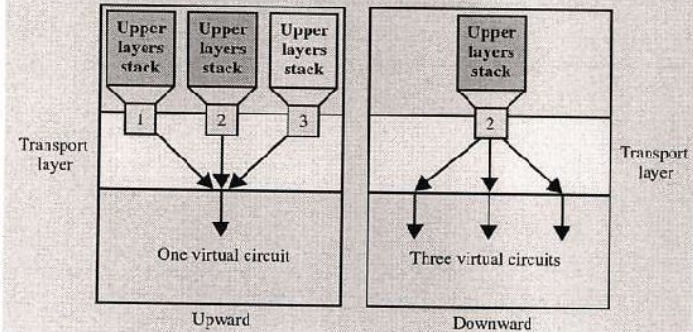 Upper
layers
stack
Upper
layers
stack
Upper
layers
stack
Upper
layers
stack
1
2
3
2
Transport
layer
Transport
layer
One virtual circuit
Three virtual circuits
Upward
Downward